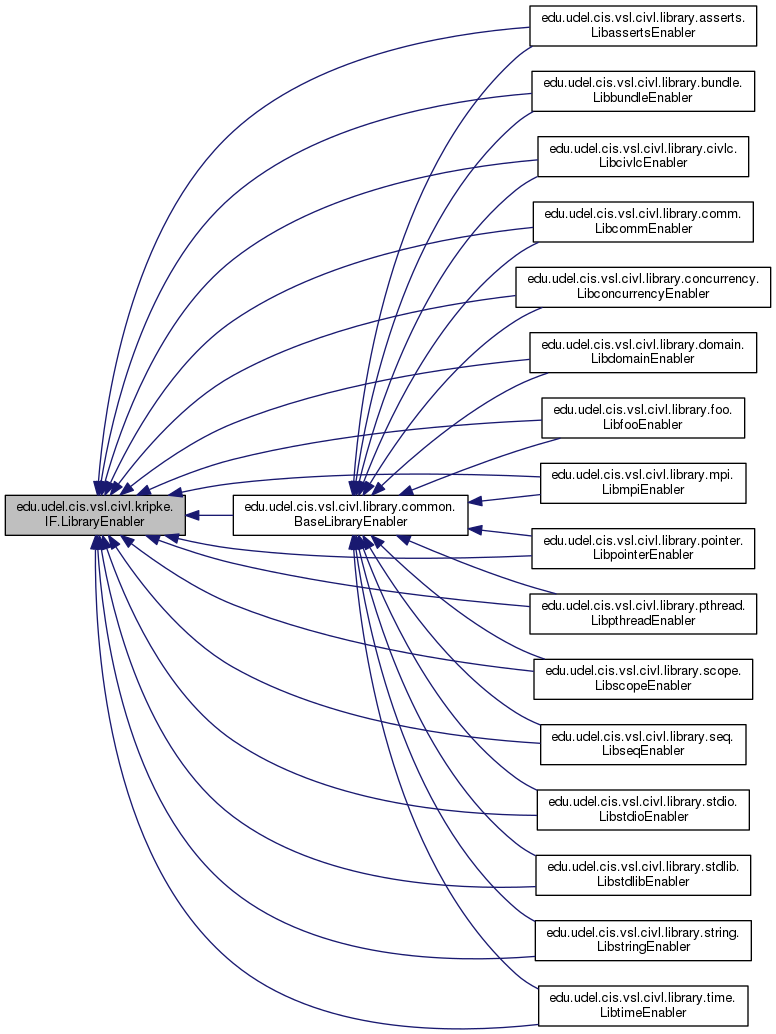 edu.udel.cis.vsl.civl.library.asserts.
LibassertsEnabler
edu.udel.cis.vsl.civl.library.bundle.
LibbundleEnabler
edu.udel.cis.vsl.civl.library.civlc.
LibcivlcEnabler
edu.udel.cis.vsl.civl.library.comm.
LibcommEnabler
edu.udel.cis.vsl.civl.library.concurrency.
LibconcurrencyEnabler
edu.udel.cis.vsl.civl.library.domain.
LibdomainEnabler
edu.udel.cis.vsl.civl.library.foo.
LibfooEnabler
edu.udel.cis.vsl.civl.library.mpi.
LibmpiEnabler
edu.udel.cis.vsl.civl.kripke.
IF.LibraryEnabler
edu.udel.cis.vsl.civl.library.common.
BaseLibraryEnabler
edu.udel.cis.vsl.civl.library.pointer.
LibpointerEnabler
edu.udel.cis.vsl.civl.library.pthread.
LibpthreadEnabler
edu.udel.cis.vsl.civl.library.scope.
LibscopeEnabler
edu.udel.cis.vsl.civl.library.seq.
LibseqEnabler
edu.udel.cis.vsl.civl.library.stdio.
LibstdioEnabler
edu.udel.cis.vsl.civl.library.stdlib.
LibstdlibEnabler
edu.udel.cis.vsl.civl.library.string.
LibstringEnabler
edu.udel.cis.vsl.civl.library.time.
LibtimeEnabler